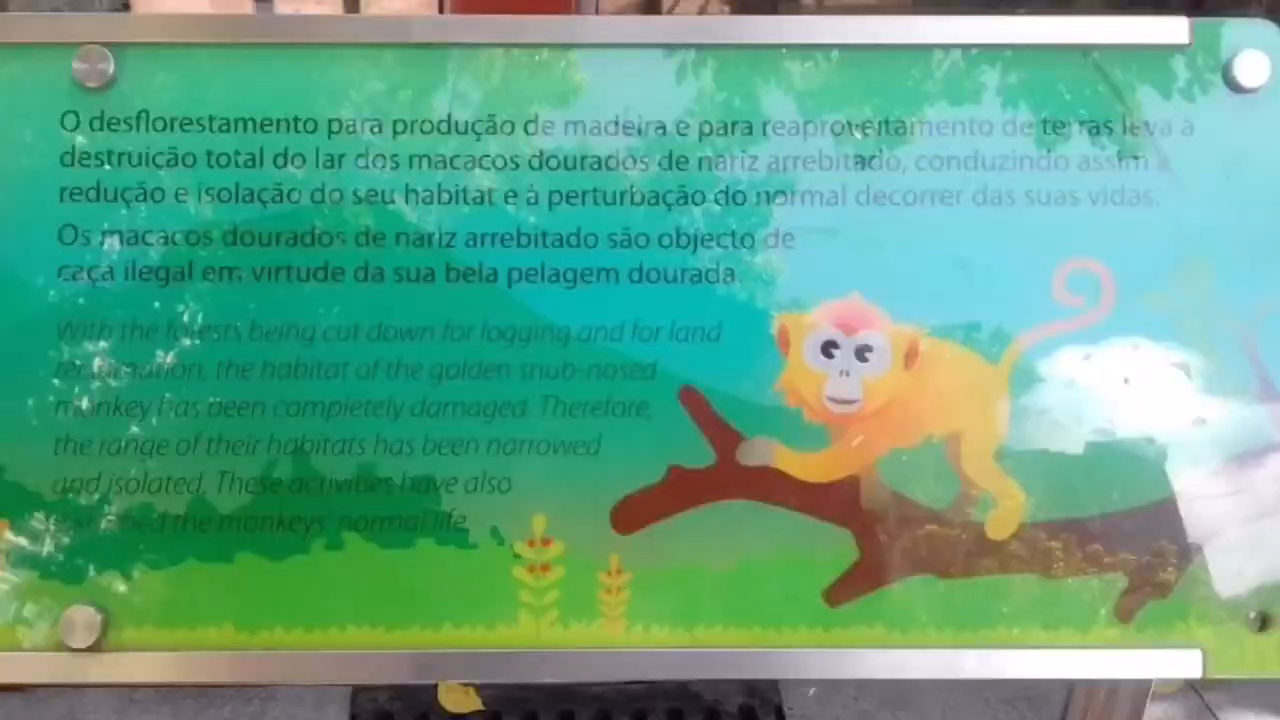 O desflorestamento para produção de madeira e para reaproveitamento de terras leva à
destruição total do lar dos macacos dourados de nariz arrebitado, conduzindo assim à
redução e isolação do seu habitat e à perturbação do normal decorrer das suas vidas.
Os macacos dourados de nariz arrebitado são objecto de
caça ilegal em virtude da sua bela pelagem dourada.
With the forests being cut down for logging and for land
reclamation, the habitat of the golden snub-nosed
monkey has been completely damaged. Therefore,
the range of their habitats has been narrowed
and isolated. These activities have also
the monkeys' normal life.